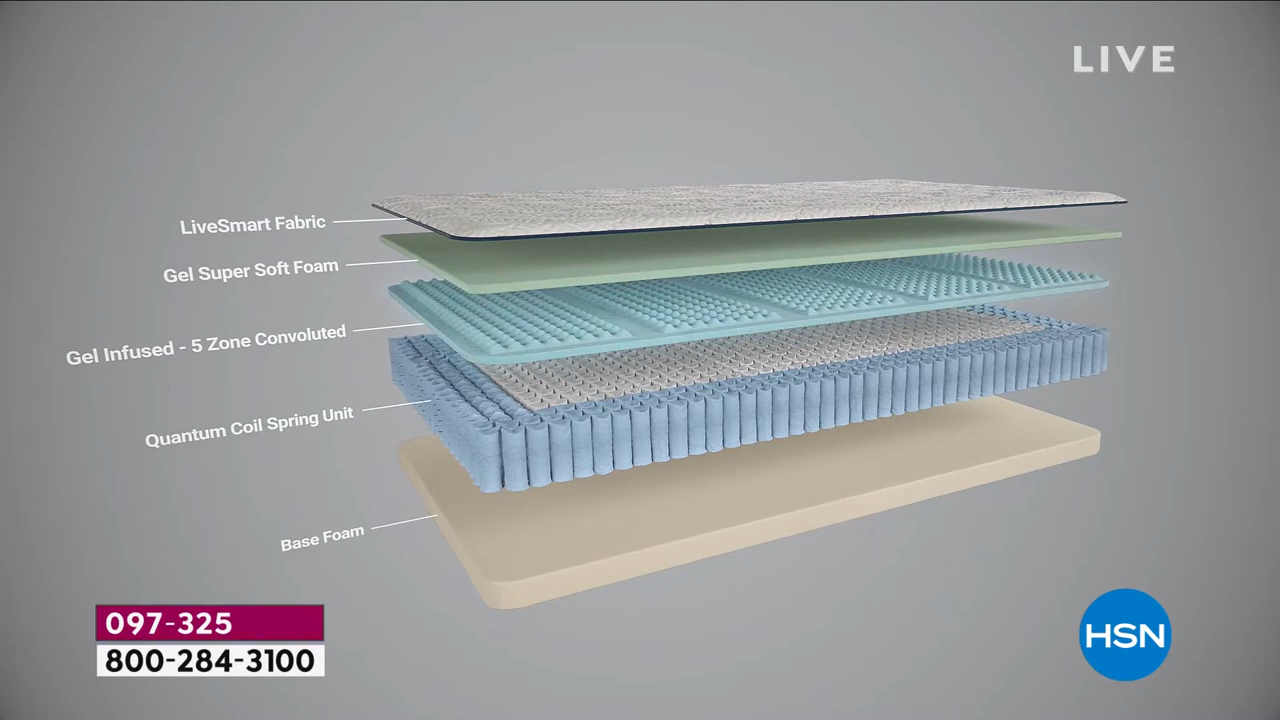 LIVE
LiveSmart Fabric
Gel Super Soft Foam
Gel Infused - 5 Zone Convoluted
Quantum Coil Spring Unit
Base Foam
097-325
800-284-3100
HSN